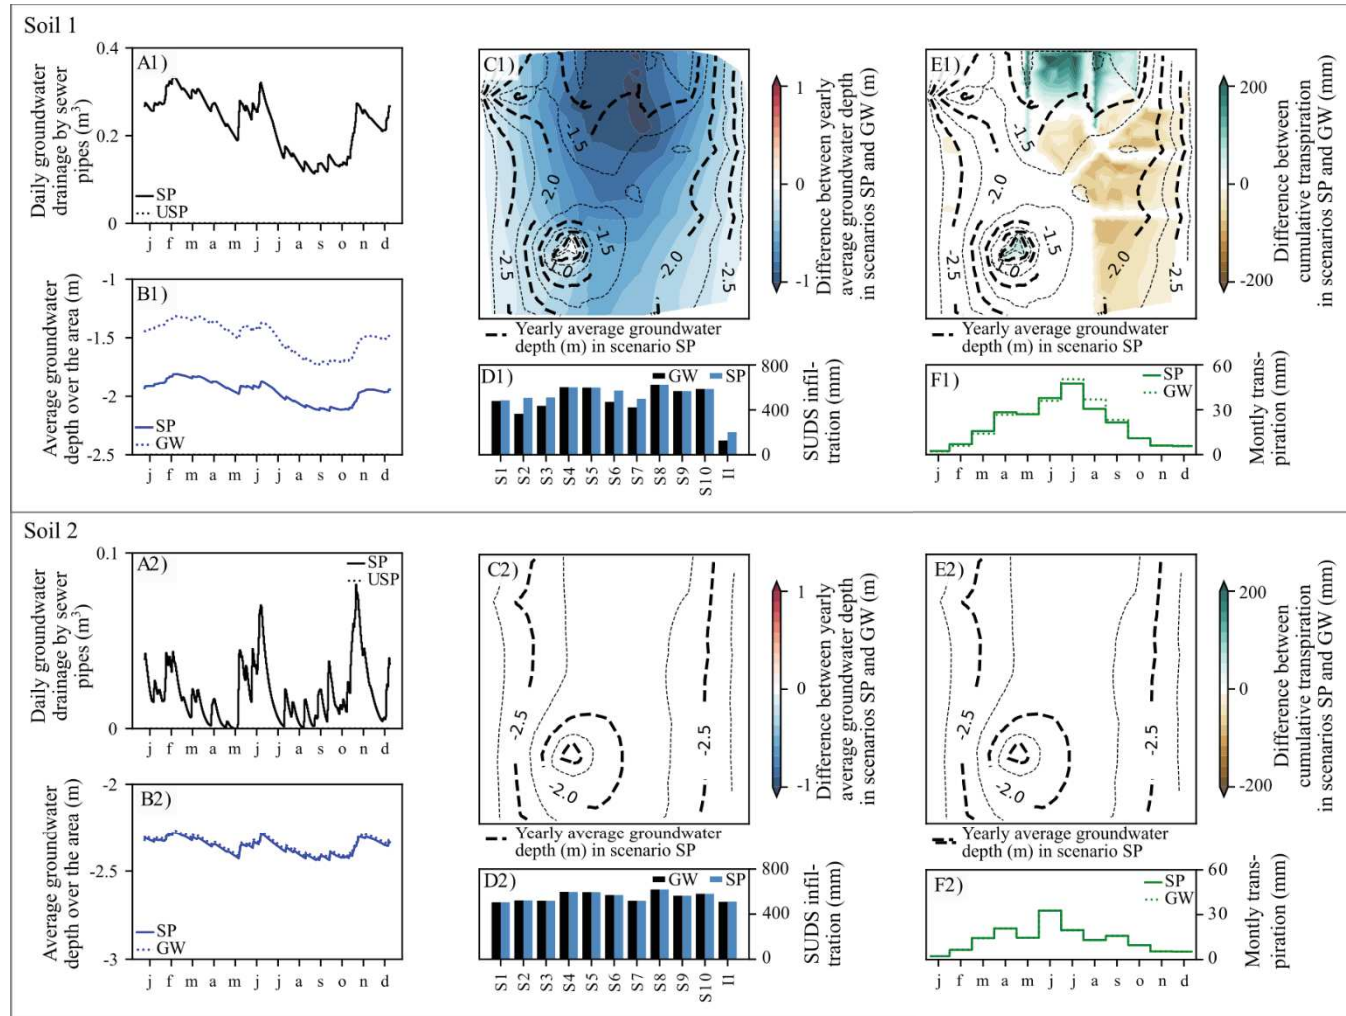 Soil 1
A1)
0.4
0.2
0
Daily groundwater
drainage by sewer
pipes (m³)
SP
USP
j f m a m j j a s o n d
B1)
-1
-1.5
-2
-2.5
Average groundwater
depth over the area (m)
SP
GW
j f m a m j j a s o n d
C1)
-1.5
-2.0
-1.5
-1.0
-2.5
-2.0
-2.5
1
0
-1
Difference between yearly
average groundwater depth
in scenarios SP and GW (m)
Yearly average groundwater
depth (m) in scenario SP
D1)
GW SP
800
400
0
SUDS infil-
tration (mm)
S1 S2 S3 S4 S5 S6 S7 S8 S9 S10 I1
E1)
-1.5
-2.0
-1.5
-1.0
-2.5
-2.0
-2.5
200
0
-200
Difference between
cumulative transpiration
in scenarios SP and GW (mm)
Yearly average groundwater
depth (m) in scenario SP
F1)
SP
GW
60
30
0
Montly trans-
piration (mm)
j f m a m j j a s o n d
Soil 2
A2)
0.1
0
Daily groundwater
drainage by sewer
pipes (m³)
SP
USP
j f m a m j j a s o n d
B2)
-2
-2.5
-3
Average groundwater
depth over the area (m)
SP
GW
j f m a m j j a s o n d
C2)
-2.5
-2.0
-2.5
1
0
-1
Difference between yearly
average groundwater depth
in scenarios SP and GW (m)
Yearly average groundwater
depth (m) in scenario SP
D2)
GW SP
800
400
0
SUDS infil-
tration (mm)
S1 S2 S3 S4 S5 S6 S7 S8 S9 S10 I1
E2)
-2.5
-2.0
-2.5
200
0
-200
Difference between
cumulative transpiration
in scenarios SP and GW (mm)
Yearly average groundwater
depth (m) in scenario SP
F2)
SP
GW
60
30
0
Montly trans-
piration (mm)
j f m a m j j a s o n d